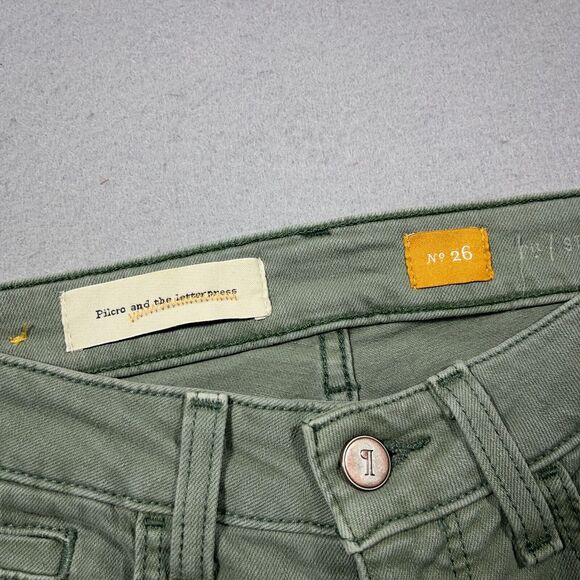 Pilcro and the letterpress
Nº 26
¶